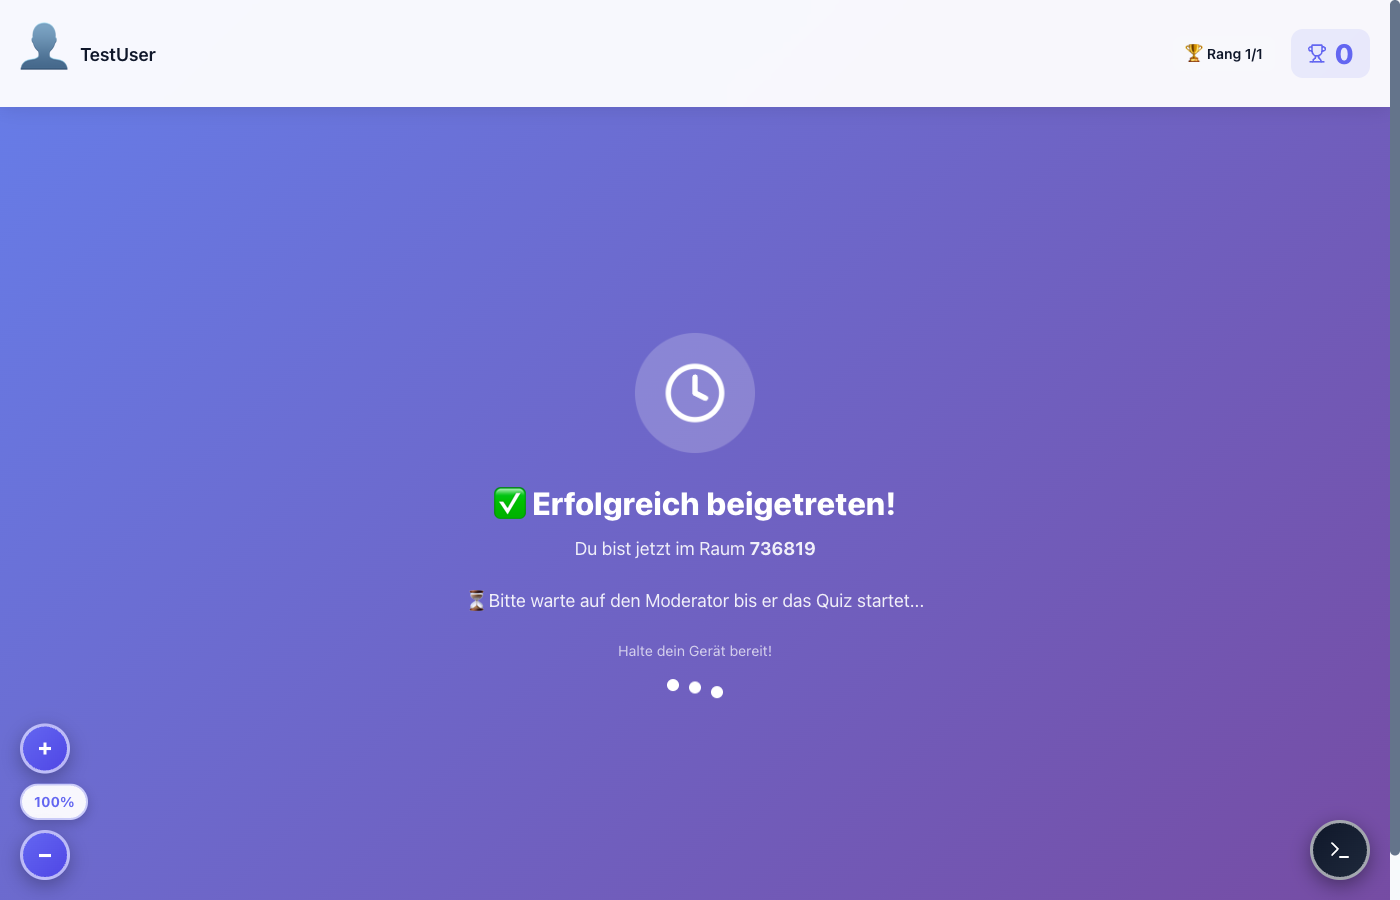 TestUser
🏆 Rang 1/1
0
✅ Erfolgreich beigetreten!
Du bist jetzt im Raum 736819
⏳Bitte warte auf den Moderator bis er das Quiz startet...
Halte dein Gerät bereit!
+
100%
−